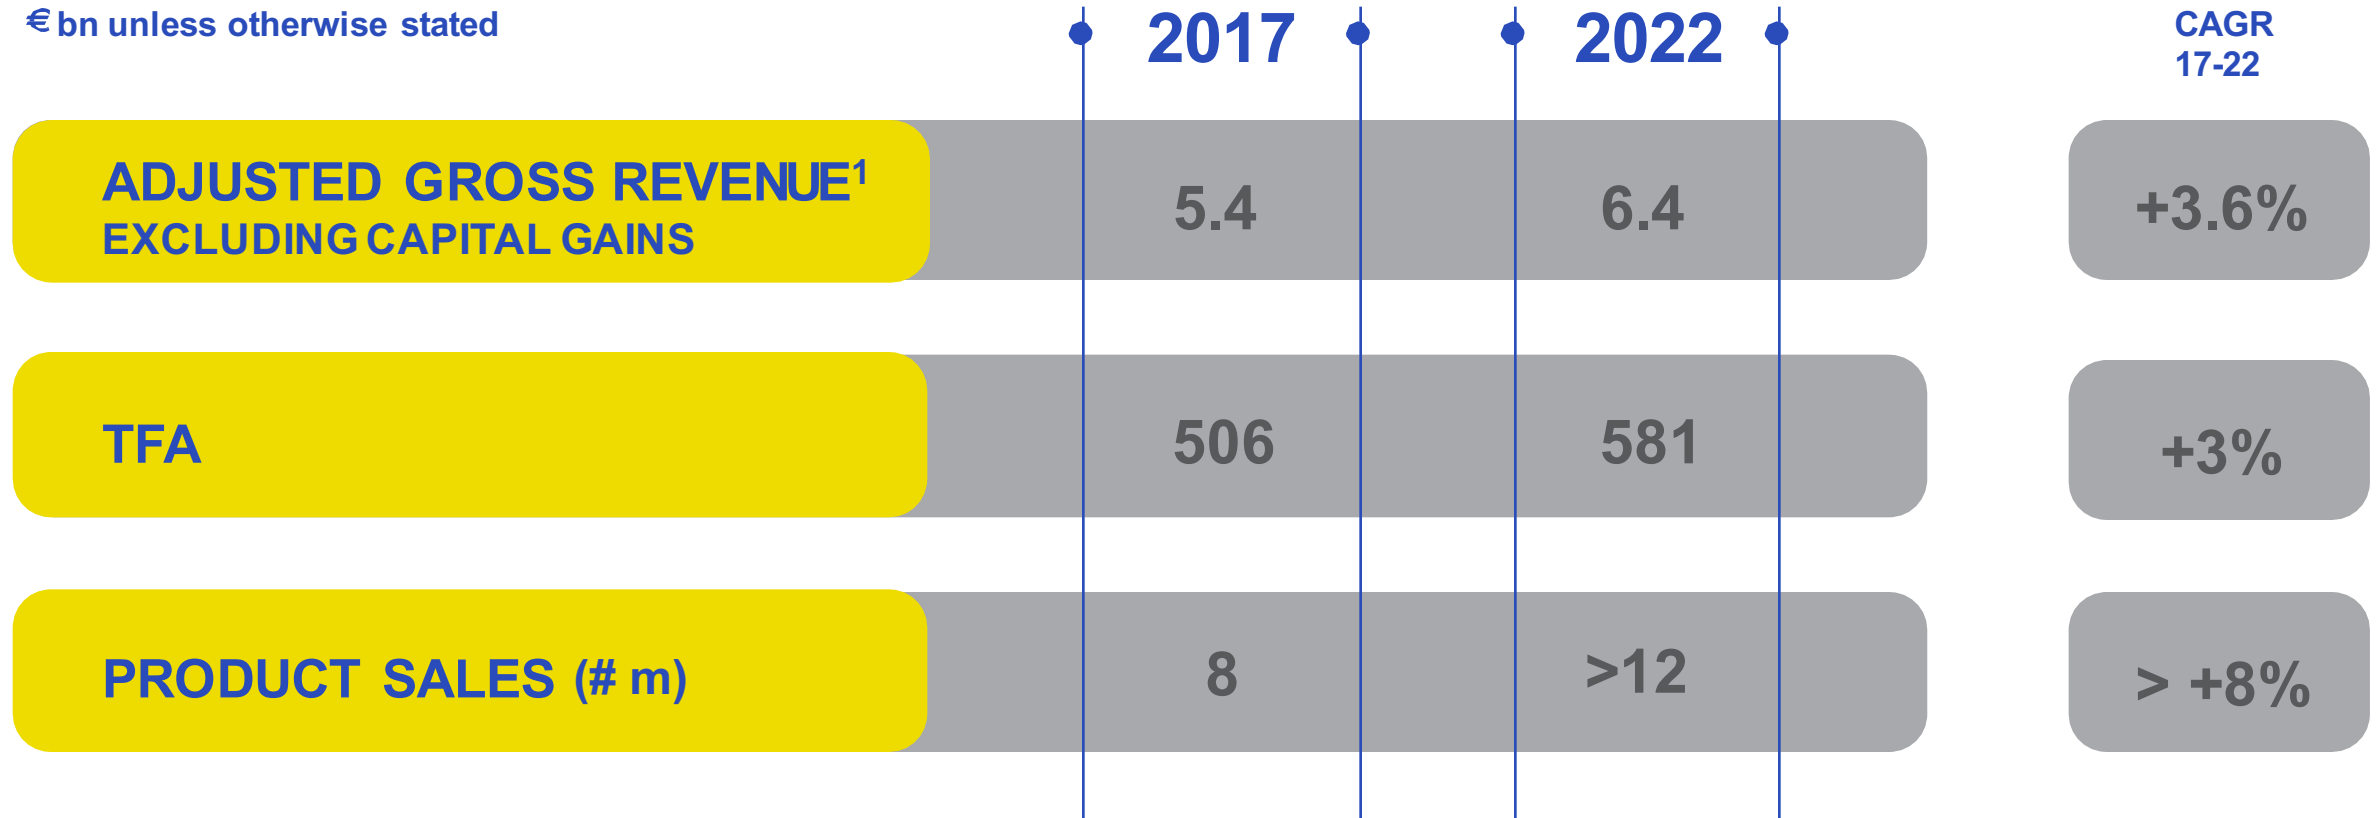 € bn unless otherwise stated
2017
2022
CAGR
17-22
ADJUSTED GROSS REVENUE¹
EXCLUDING CAPITAL GAINS
5.4
6.4
+3.6%
TFA
506
581
+3%
PRODUCT SALES (# m)
8
>12
> +8%